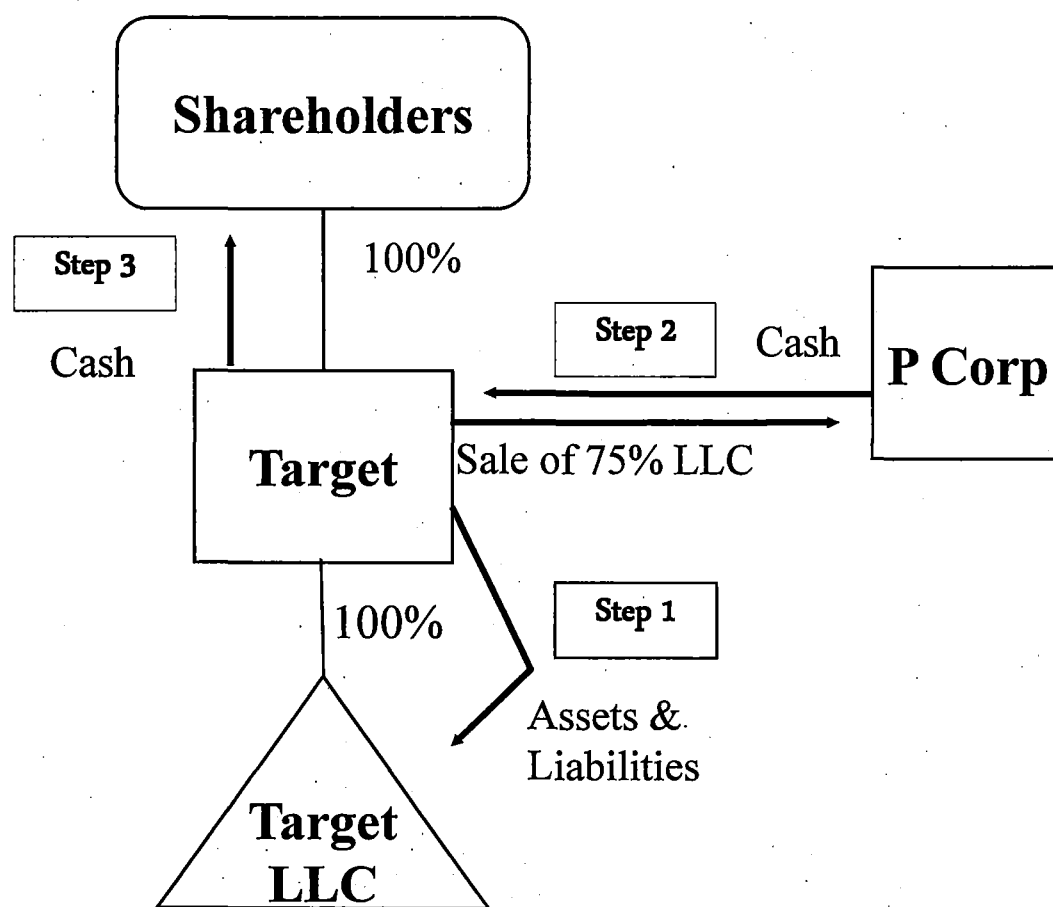 Shareholders
Step 3
100%
Cash
Step 2
Cash
P Corp
Target
Sale of 75% LLC
Step 1
100%
Assets &
Liabilities
Target
LLC